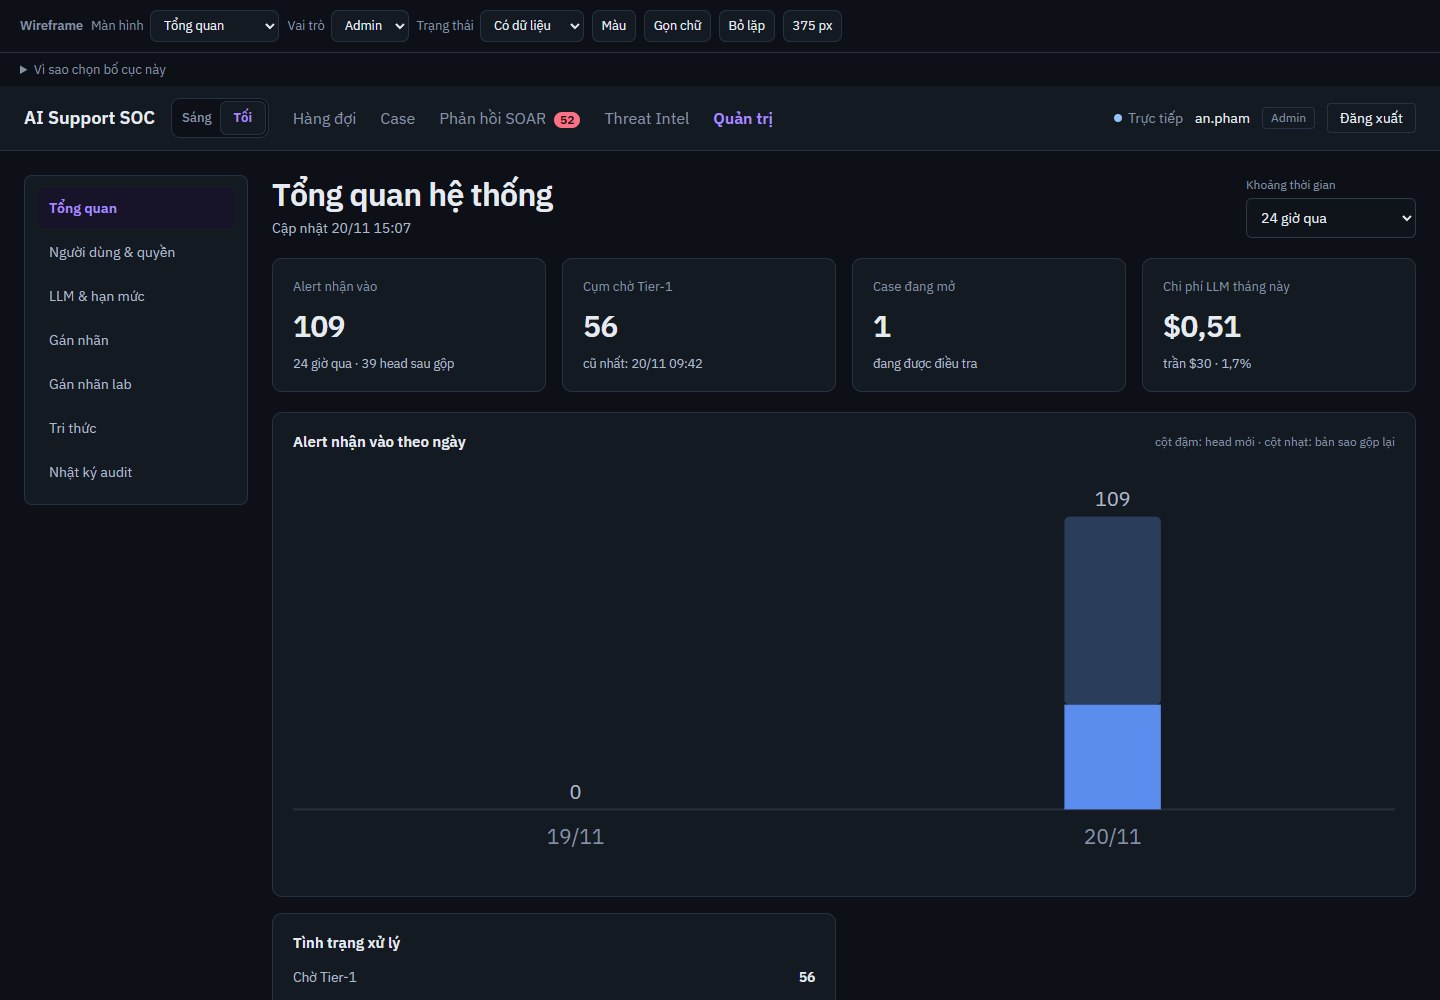 Wireframe Màn hình Tổng quan Vai trò Admin Trạng thái Có dữ liệu Màu Gọn chữ Bỏ lặp 375 px
Vì sao chọn bố cục này
AI Support SOC Sáng Tối Hàng đợi Case Phản hồi SOAR 52 Threat Intel Quản trị Trực tiếp an.pham Admin Đăng xuất
Tổng quan
Người dùng & quyền
LLM & hạn mức
Gán nhãn
Gán nhãn lab
Tri thức
Nhật ký audit
Tổng quan hệ thống
Cập nhật 20/11 15:07
Khoảng thời gian
24 giờ qua
Alert nhận vào
109
24 giờ qua · 39 head sau gộp
Cụm chờ Tier-1
56
cũ nhất: 20/11 09:42
Case đang mở
1
đang được điều tra
Chi phí LLM tháng này
$0,51
trần $30 · 1,7%
Alert nhận vào theo ngày
cột đậm: head mới · cột nhạt: bản sao gộp lại
109
0
19/11 20/11
Tình trạng xử lý
Chờ Tier-1 56